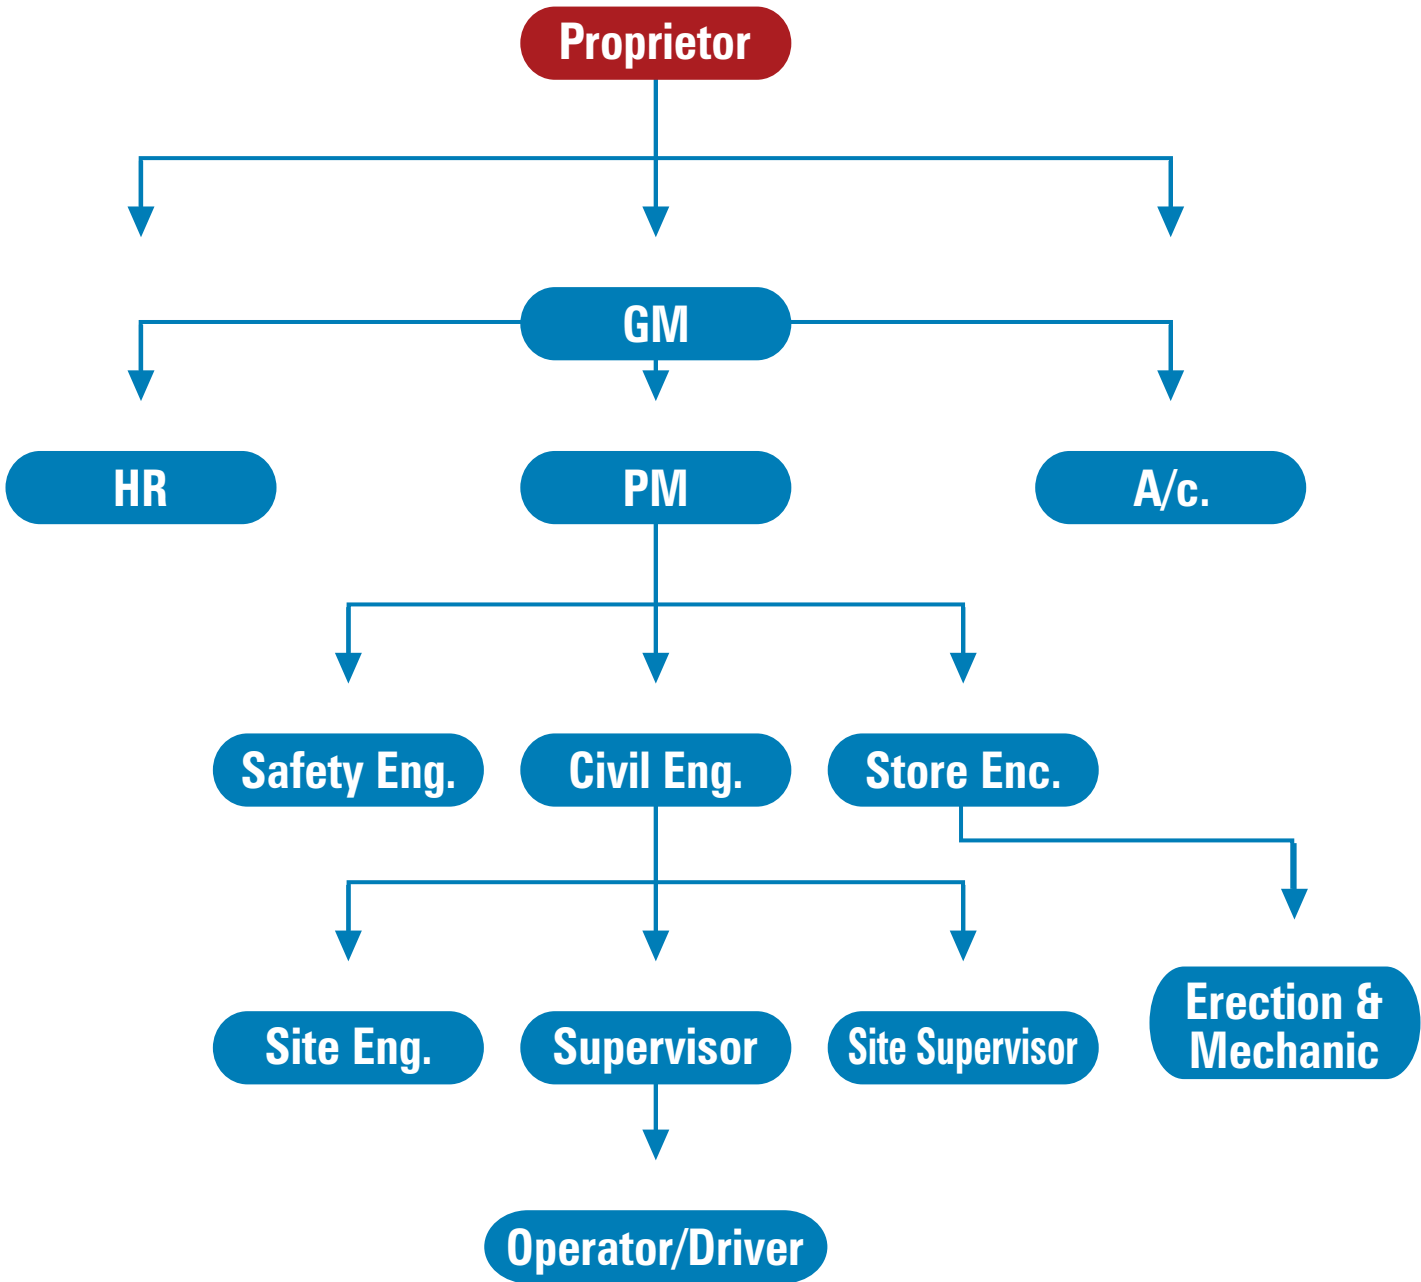 Proprietor
GM
HR
PM
A/c.
Safety Eng.
Civil Eng.
Store Enc.
Site Eng.
Supervisor
Site Supervisor
Erection &
Mechanic
Operator/Driver